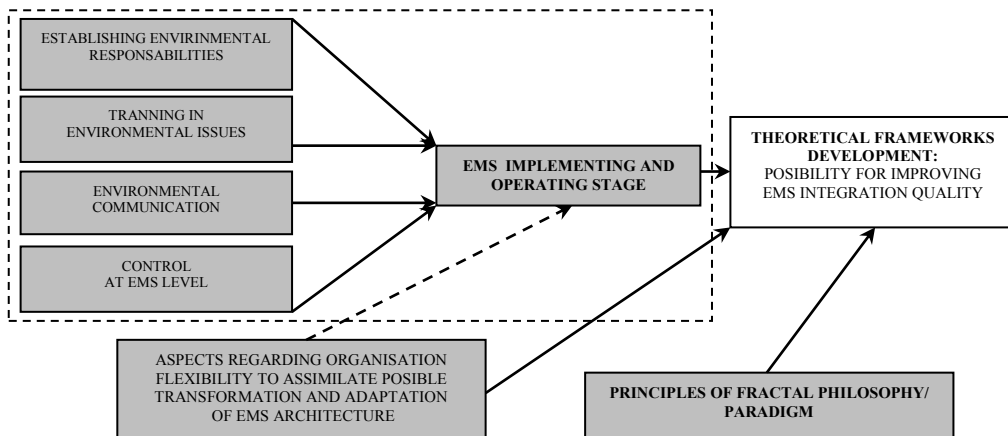 ESTABLISHING ENVIRINMENTAL
RESPONSABILITIES
TRANNING IN
ENVIRONMENTAL ISSUES
ENVIRONMENTAL
COMMUNICATION
CONTROL
AT EMS LEVEL
EMS IMPLEMENTING AND
OPERATING STAGE
THEORETICAL FRAMEWORKS
DEVELOPMENT:
POSIBILITY FOR IMPROVING
EMS INTEGRATION QUALITY
ASPECTS REGARDING ORGANISATION
FLEXIBILITY TO ASSIMILATE POSIBLE
TRANSFORMATION AND ADAPTATION
OF EMS ARCHITECTURE
PRINCIPLES OF FRACTAL PHILOSOPHY/
PARADIGM